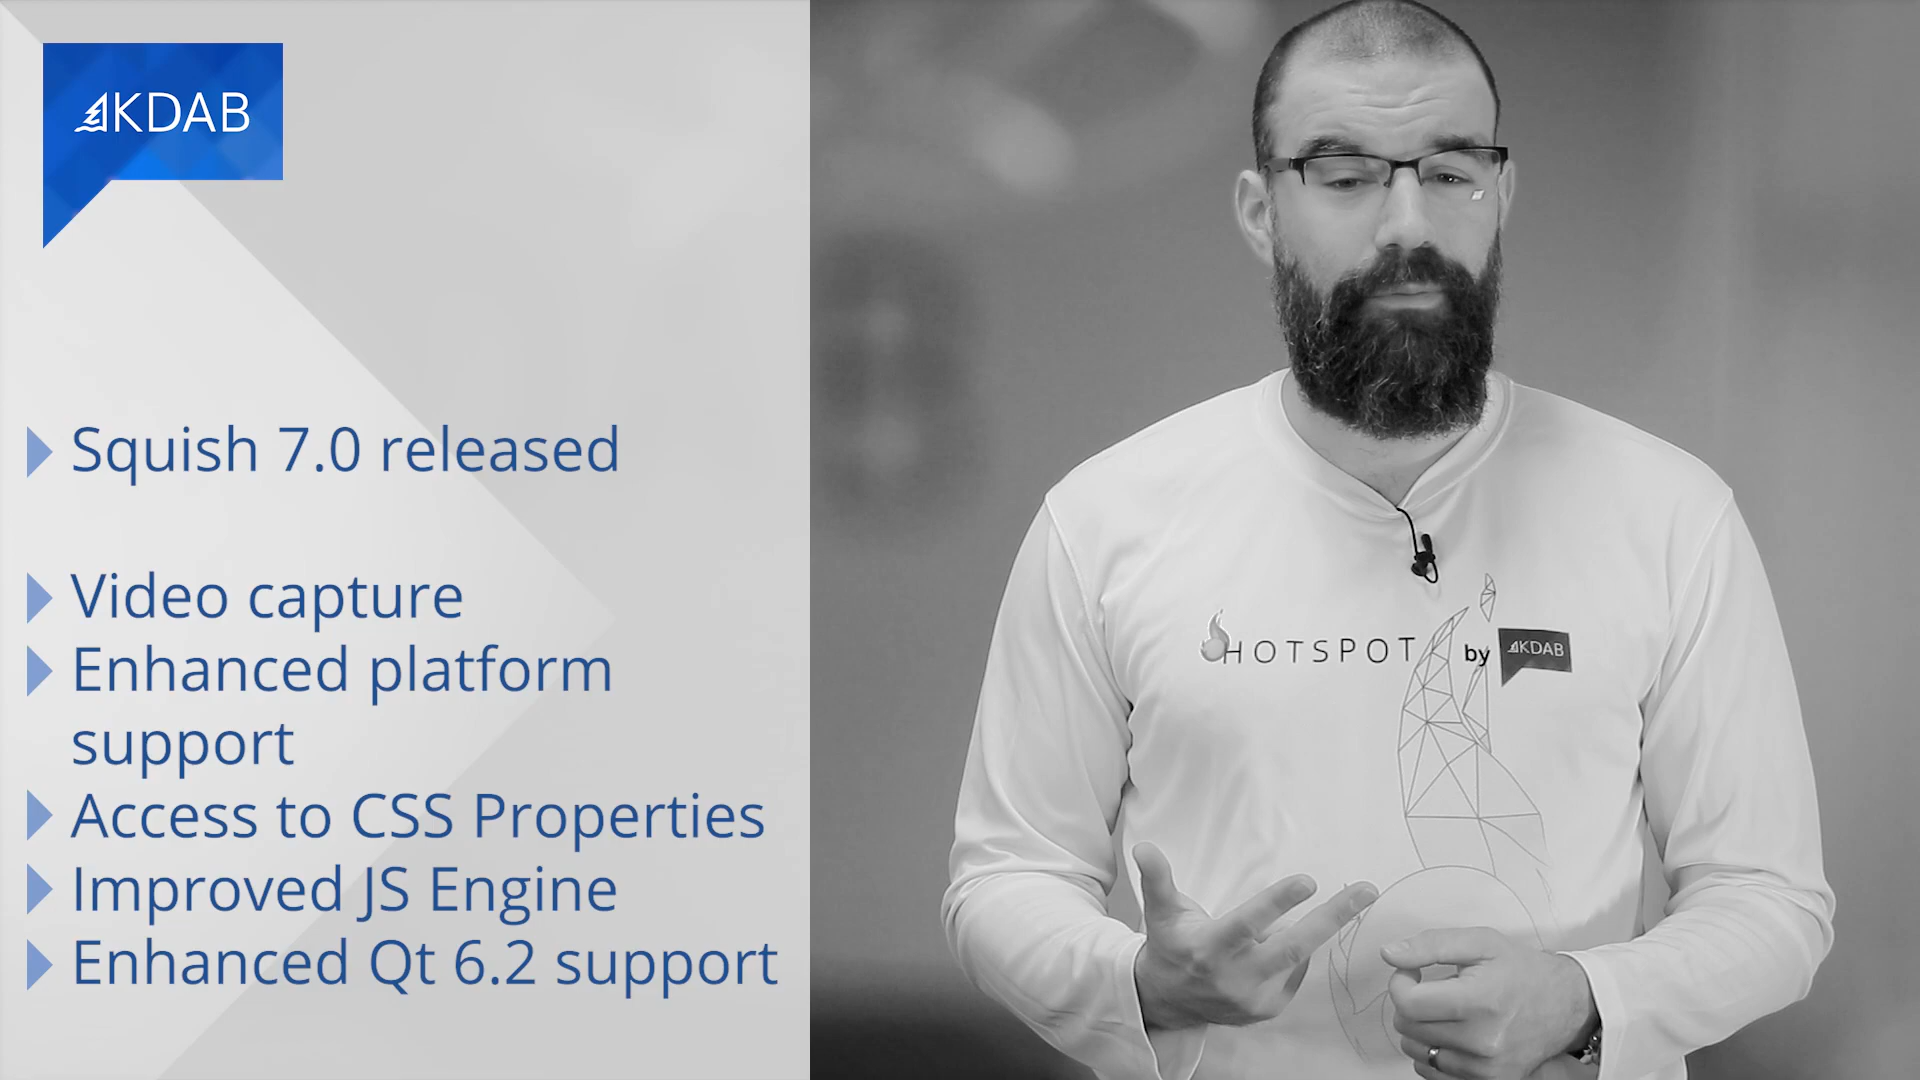 KDAB
Squish 7.0 released
Video capture
Enhanced platform
support
Access to CSS Properties
Improved JS Engine
Enhanced Qt 6.2 support
HOTSPOT by KDAB